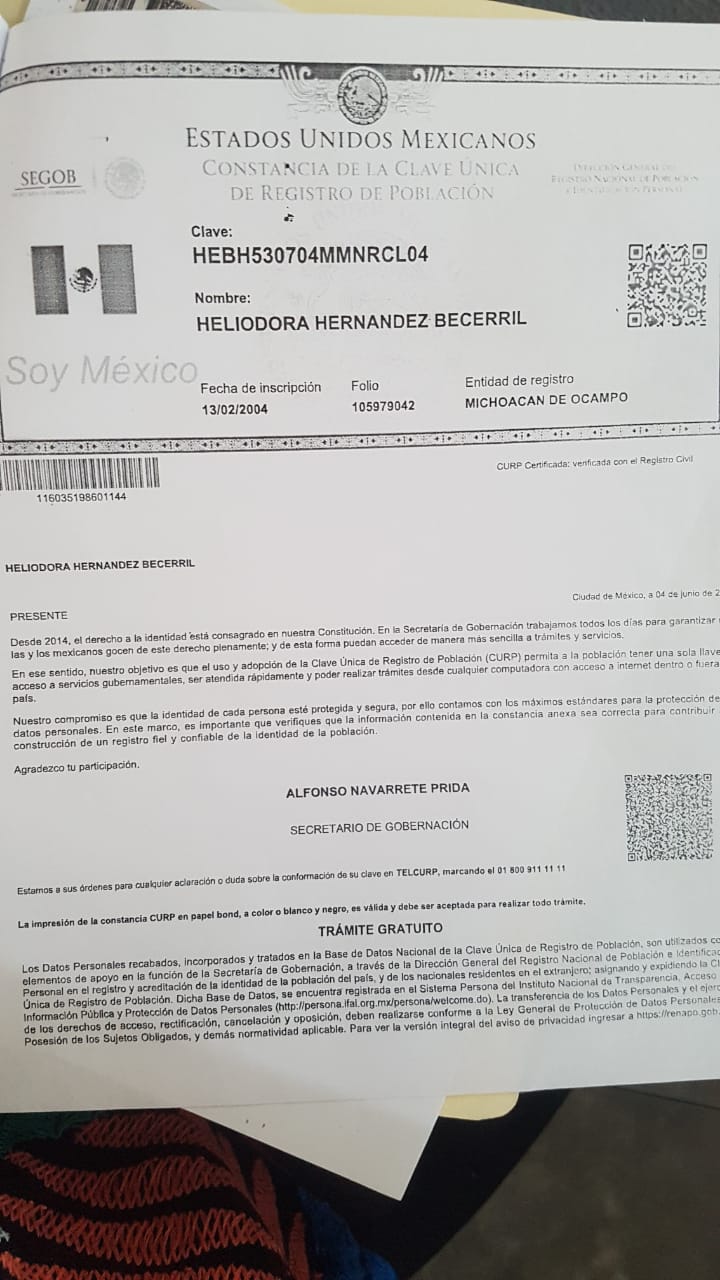 ESTADOS UNIDOS MEXICANOS
CONSTANCIA DE LA CLAVE ÚNICA
DE REGISTRO DE POBLACIÓN
SEGOB
DIRECCIÓN GENERAL DEL
REGISTRO NACIONAL DE POBLACIÓN
E IDENTIFICACIÓN PERSONAL
Clave:
HEBH530704MMNRCL04
Nombre:
HELIODORA HERNANDEZ BECERRIL
Soy México
Fecha de inscripción Folio Entidad de registro
13/02/2004 105979042 MICHOACAN DE OCAMPO
CURP Certificada: verificada con el Registro Civil
116035198601144
HELIODORA HERNANDEZ BECERRIL
Ciudad de México, a 04 de junio de 2
PRESENTE
Desde 2014, el derecho a la identidad está consagrado en nuestra Constitución. En la Secretaría de Gobernación trabajamos todos los días para garantizar
las y los mexicanos gocen de este derecho plenamente; y de esta forma puedan acceder de manera más sencilla a trámites y servicios.
En ese sentido, nuestro objetivo es que el uso y adopción de la Clave Única de Registro de Población (CURP) permita a la población tener una sola llave
acceso a servicios gubernamentales, ser atendida rápidamente y poder realizar trámites desde cualquier computadora con acceso a internet dentro o fuera
país.
Nuestro compromiso es que la identidad de cada persona esté protegida y segura, por ello contamos con los máximos estándares para la protección de
datos personales. En este marco, es importante que verifiques que la información contenida en la constancia anexa sea correcta para contribuir
construcción de un registro fiel y confiable de la identidad de la población.
Agradezco tu participación.
ALFONSO NAVARRETE PRIDA
SECRETARIO DE GOBERNACIÓN
Estamos a sus órdenes para cualquier aclaración o duda sobre la conformación de su clave en TELCURP, marcando el 01 800 911 11 11
La impresión de la constancia CURP en papel bond, a color o blanco y negro, es válida y debe ser aceptada para realizar todo trámite.
TRÁMITE GRATUITO
Los Datos Personales recabados, incorporados y tratados en la Base de Datos Nacional de la Clave Única de Registro de Población, son utilizados co
elementos de apoyo en la función de la Secretaría de Gobernación, a través de la Dirección General del Registro Nacional de Población e Identificac
Personal en el registro y acreditación de la identidad de la población del país, y de los nacionales residentes en el extranjero; asignando y expidiendo la Cl
Única de Registro de Población. Dicha Base de Datos, se encuentra registrada en el Sistema Persona del Instituto Nacional de Transparencia, Acceso
Información Pública y Protección de Datos Personales (http://persona.ifai.org.mx/persona/welcome.do). La transferencia de los Datos Personales y el ejerc
de los derechos de acceso, rectificación, cancelación y oposición, deben realizarse conforme a la Ley General de Protección de Datos Personales
Posesión de los Sujetos Obligados, y demás normatividad aplicable. Para ver la versión integral del aviso de privacidad ingresar a https://renapo.gob.